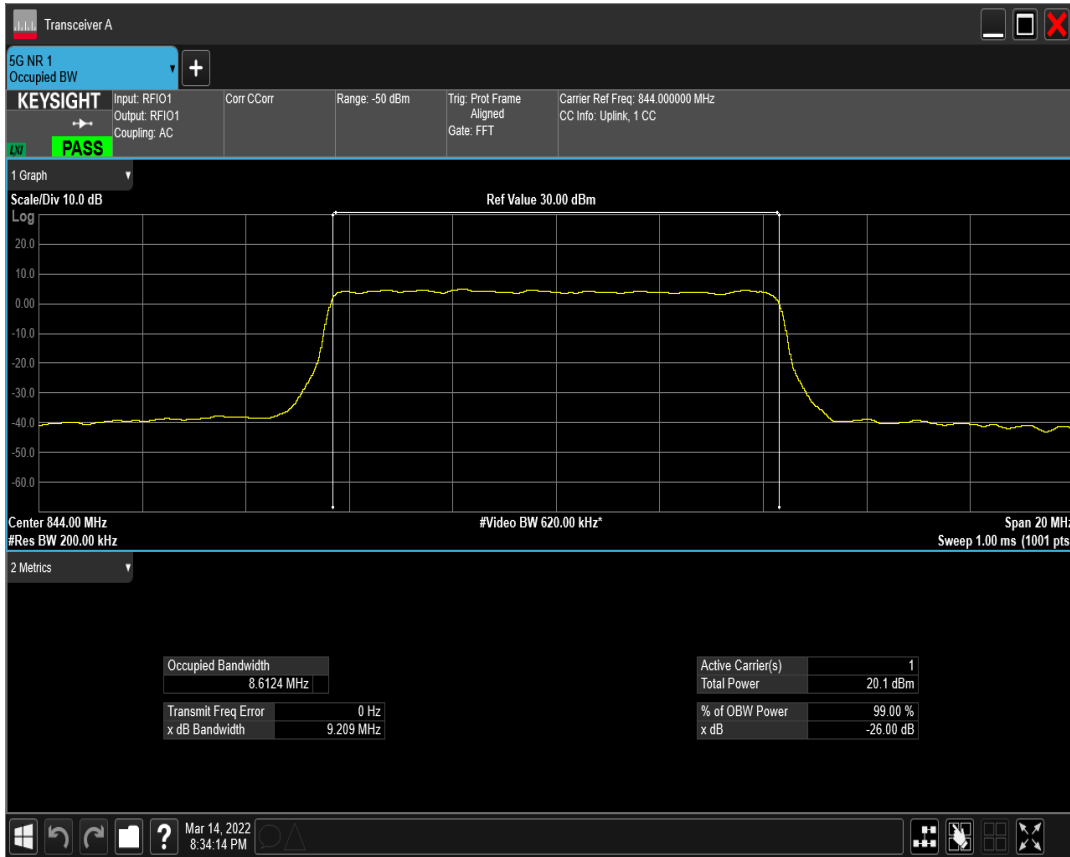 Transceiver A
5G NR 1
Occupied BW
KEYSIGHT
LXI
PASS
Input: RFIO1
Output: RFIO1
Coupling: AC
Corr CCorr
Range: -50 dBm
Trig: Prot Frame
Aligned
Gate: FFT
Carrier Ref Freq: 844.000000 MHz
CC Info: Uplink, 1 CC
1 Graph
Scale/Div 10.0 dB
Ref Value 30.00 dBm
Log
20.0
10.0
0.00
-10.0
-20.0
-30.0
-40.0
-50.0
-60.0
Center 844.00 MHz
#Video BW 620.00 kHz*
Span 20 MHz
#Res BW 200.00 kHz
Sweep 1.00 ms (1001 pts
2 Metrics
Occupied Bandwidth
8.6124 MHz
Transmit Freq Error 0 Hz
x dB Bandwidth 9.209 MHz
Active Carrier(s) 1
Total Power 20.1 dBm
% of OBW Power 99.00 %
x dB -26.00 dB
Mar 14, 2022
8:34:14 PM